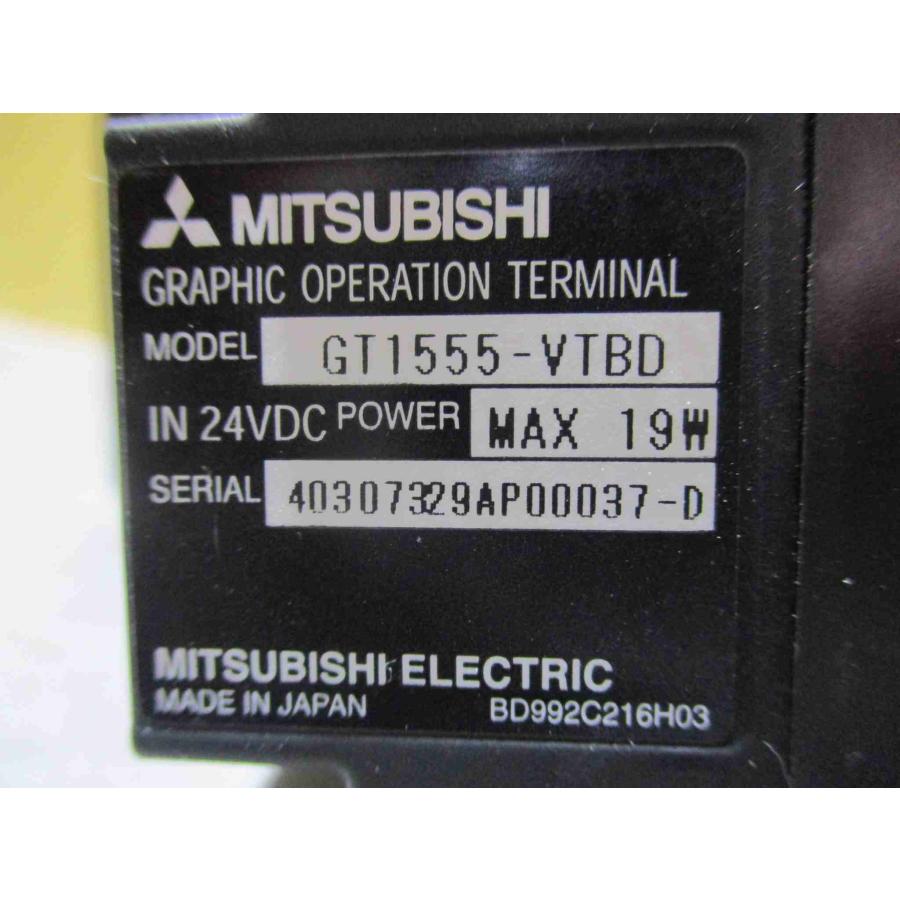 MITSUBISHI
GRAPHIC OPERATION TERMINAL
MODEL GT1555-VTBD
IN 24VDC POWER MAX 19W
SERIAL 40307329AP00037-D
MITSUBISHI ELECTRIC
MADE IN JAPAN BD992C216H03